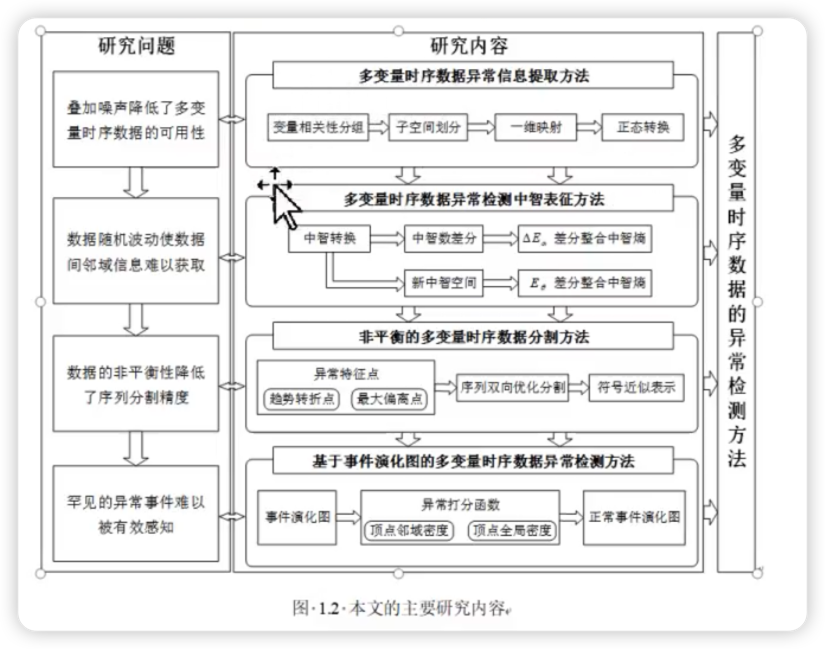 研究问题
研究内容
叠加噪声降低了多变
量时序数据的可用性
数据随机波动使数据
间邻域信息难以获取
数据的非平衡性降低
了序列分割精度
罕见的异常事件难以
被有效感知
多变量时序数据异常信息提取方法
变量相关性分组
子空间划分
一维映射
正态转换
多变量时序数据异常检测中智表征方法
中智转换
中智数差分
差分整合中智熵
新中智空间
差分整合中智熵
非平衡的多变量时序数据分割方法
异常特征点
趋势转折点
最大偏离点
序列双向优化分割
符号近似表示
基于事件演化图的多变量时序数据异常检测方法
事件演化图
异常打分函数
顶点邻域密度
顶点全局密度
正常事件演化图
多变量时序数据的异常检测方法
图·1.2·本文的主要研究内容